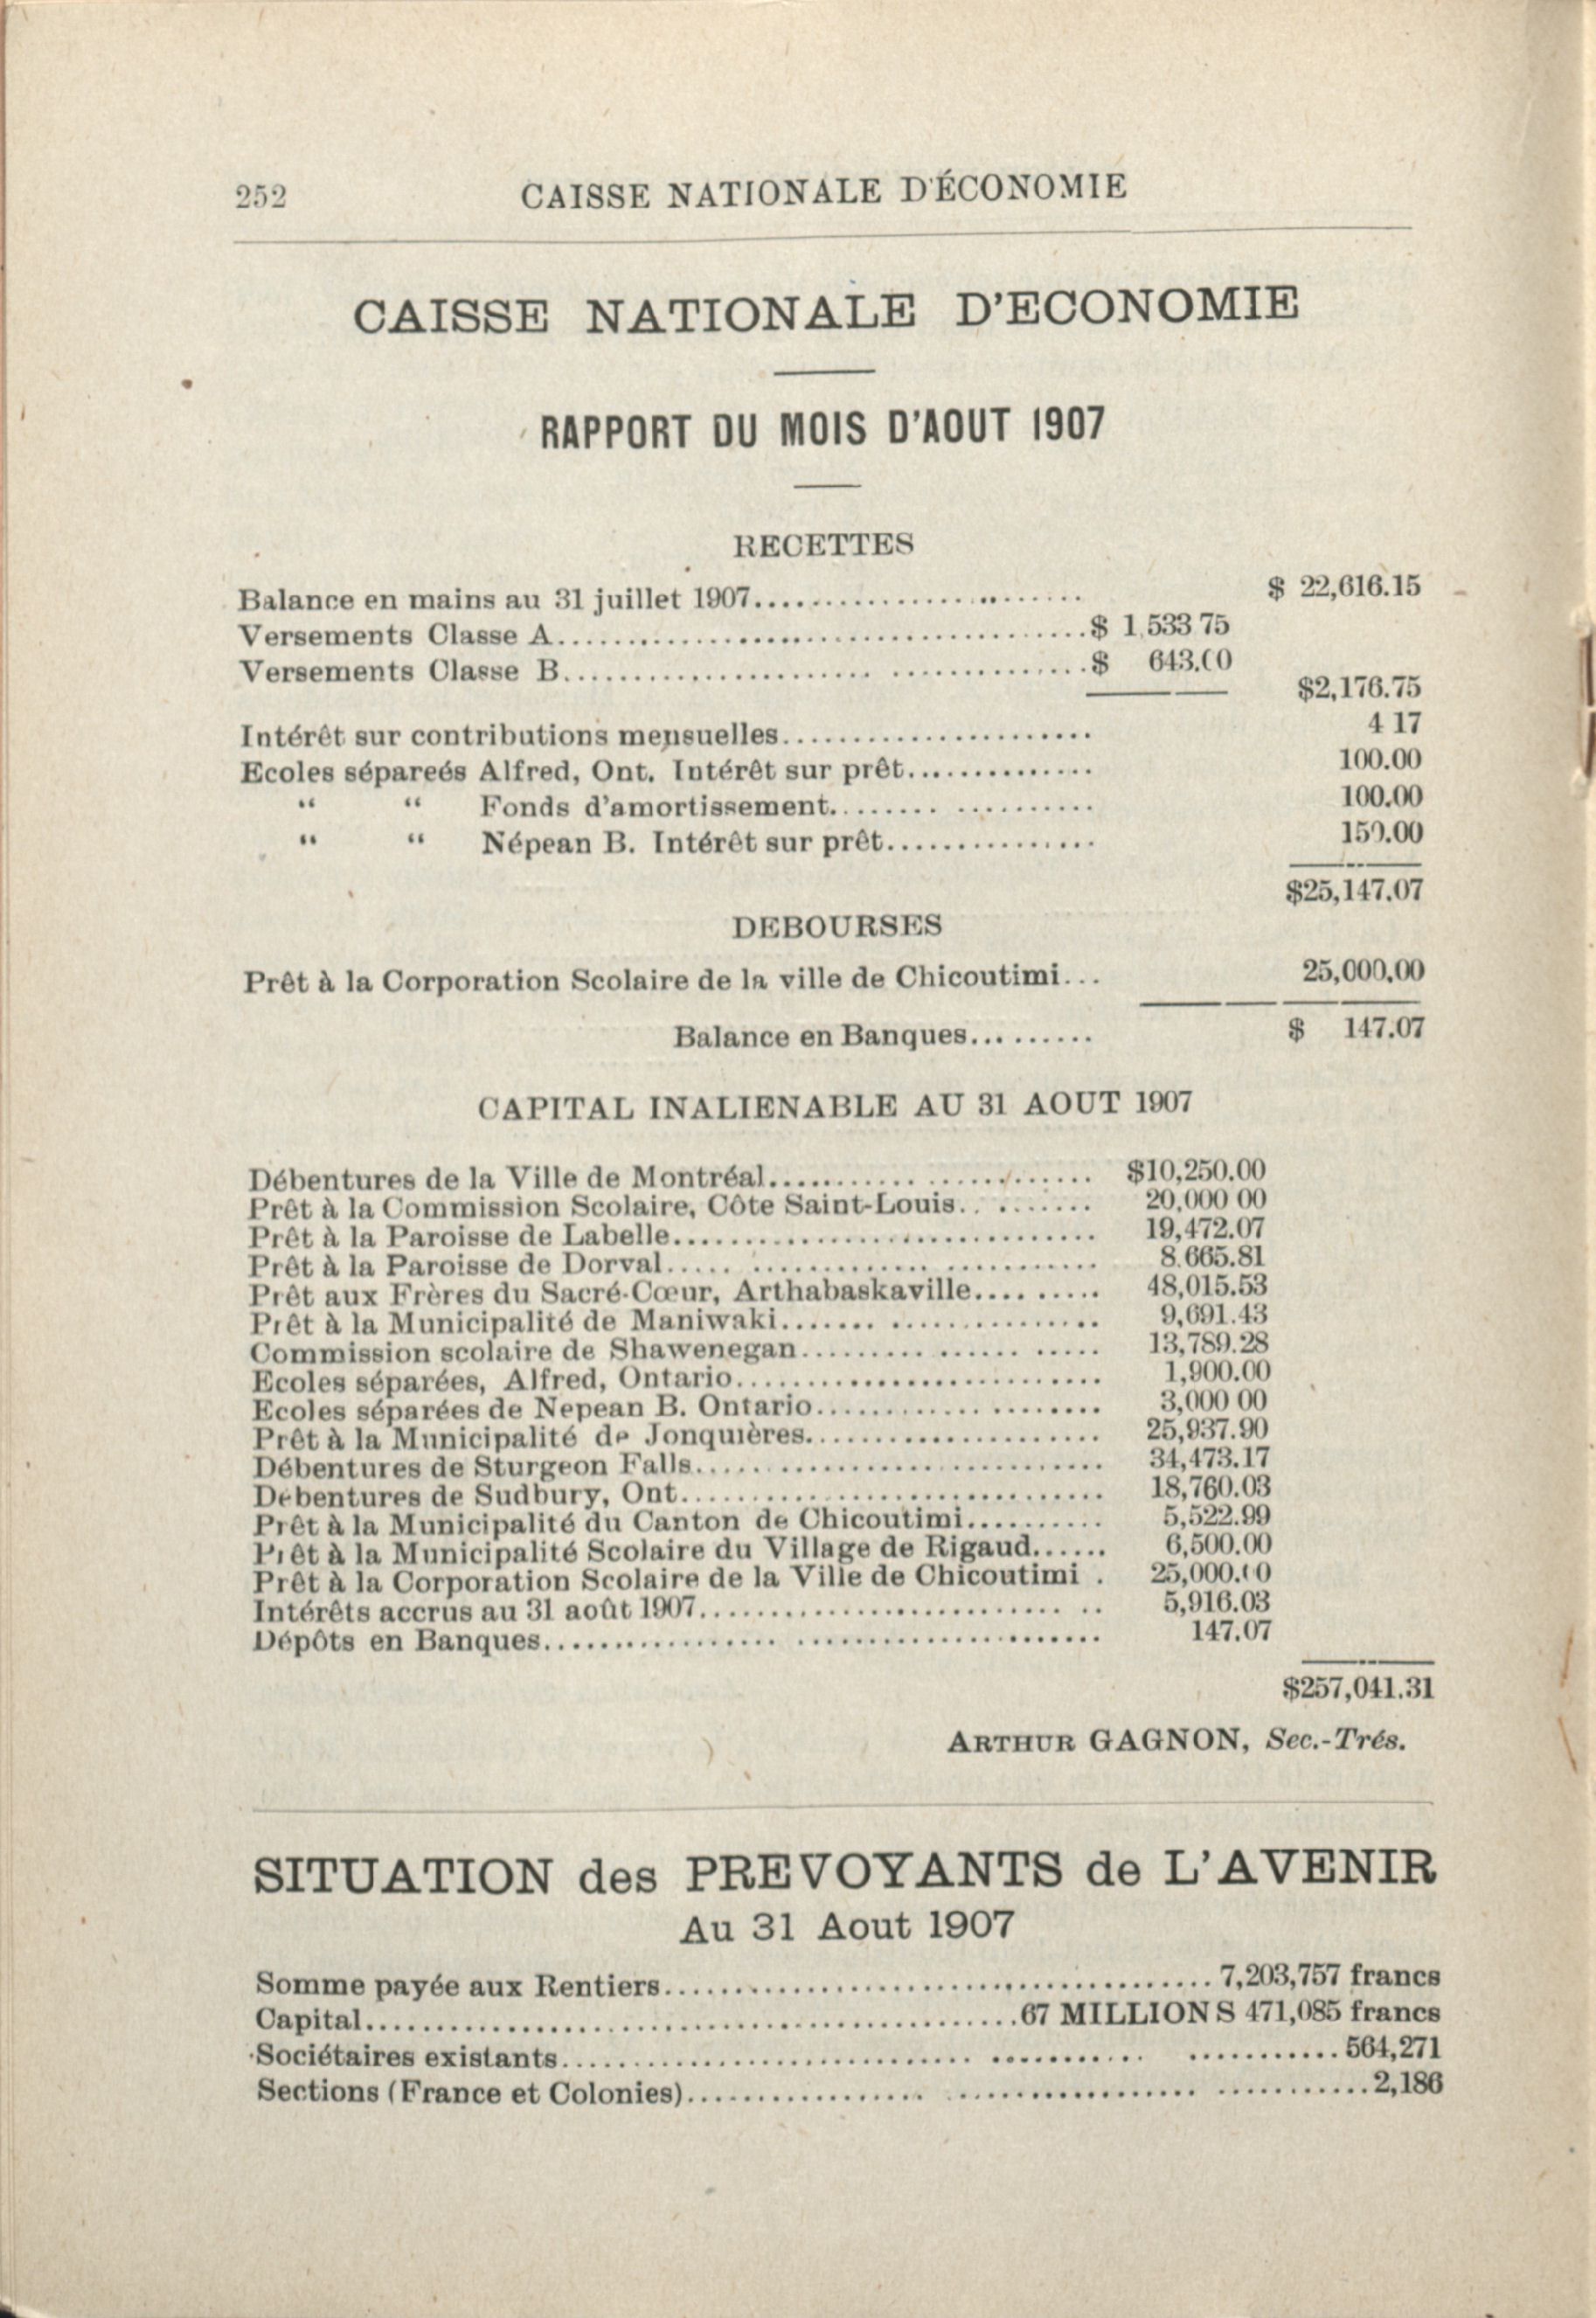 252 CAISSE NATIONALE D'ÉCONOMIE
CAISSE NATIONALE D'ECONOMIE
RAPPORT DU MOIS D'AOUT 1907
RECETTES
Balance en mains au 31 juillet 1907........................ $ 22,616.15
Versements Classe A...................................... $ 1,533 75
Versements Classe B..................................... $ 643.00
$2,176.75
Intérêt sur contributions mensuelles...................... 4 17
Ecoles sépareés Alfred, Ont. Intérêt sur prêt.............. 100.00
“ “ Fonds d'amortissement.................. 100.00
“ “ Népean B. Intérêt sur prêt............... 150.00
$25,147.07
DEBOURSES
Prêt à la Corporation Scolaire de la ville de Chicoutimi... 25,000.00
Balance en Banques......... $ 147.07
CAPITAL INALIENABLE AU 31 AOUT 1907
Débentures de la Ville de Montréal...................... $10,250.00
Prêt à la Commission Scolaire, Côte Saint-Louis......... 20,000 00
Prêt à la Paroisse de Labelle............................. 19,472.07
Prêt à la Paroisse de Dorval............................. 8.665.81
Prêt aux Frères du Sacré-Cœur, Arthabaskaville......... 48,015.53
Prêt à la Municipalité de Maniwaki...................... 9,691.43
Commission scolaire de Shawenegan.................... 13,789.28
Ecoles séparées, Alfred, Ontario......................... 1,900.00
Ecoles séparées de Nepean B. Ontario................... 3,000 00
Prêt à la Municipalité de Jonquières..................... 25,937.90
Débentures de Sturgeon Falls............................ 34,473.17
Debentures de Sudbury, Ont............................. 18,760.03
Prêt à la Municipalité du Canton de Chicoutimi.......... 5,522.99
Prêt à la Municipalité Scolaire du Village de Rigaud...... 6,500.00
Prêt à la Corporation Scolaire de la Ville de Chicoutimi . 25,000.00
Intérêts accrus au 31 août 1907........................... 5,916.03
Dépôts en Banques...................................... 147.07
$257,041.31
ARTHUR GAGNON, Sec.-Trés.
SITUATION des PREVOYANTS de L'AVENIR
Au 31 Aout 1907
Somme payée aux Rentiers....................................... 7,203,757 francs
Capital..............................................67 MILLIONS 471,085 francs
Sociétaires existants.................................................. 564,271
Sections (France et Colonies)...........................................2,186